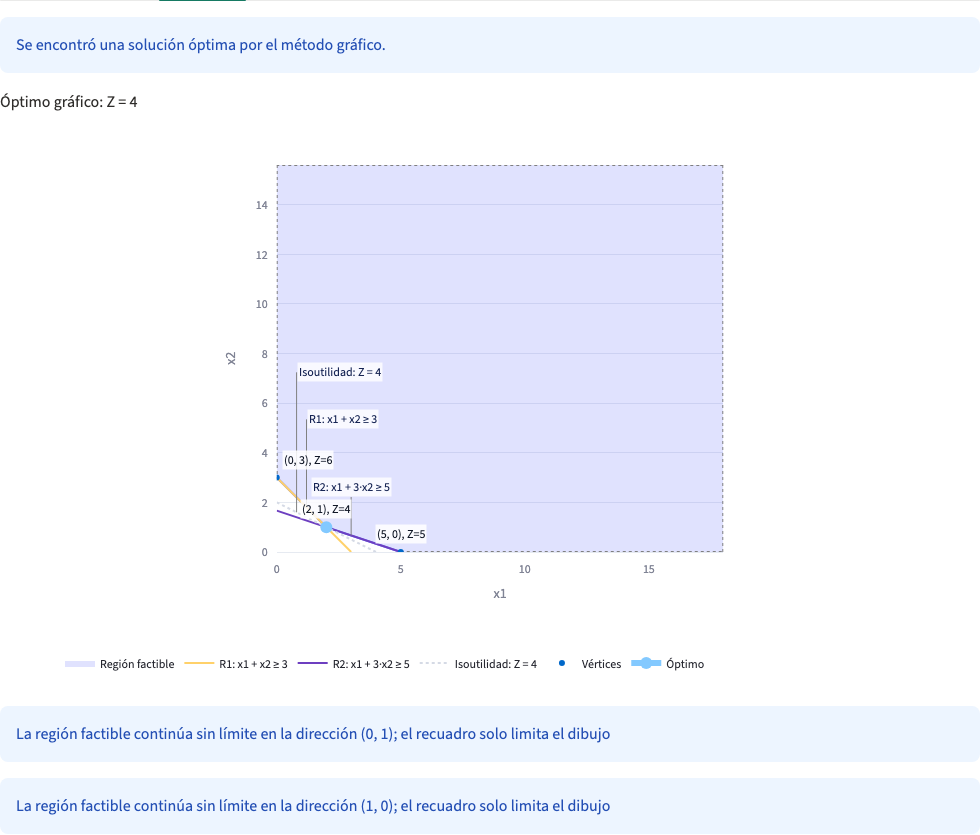 Se encontró una solución óptima por el método gráfico.
Óptimo gráfico: Z = 4
14
12
10
8
6
4
2
0
x2
Isoutilidad: Z = 4
R1: x1 + x2 ≥ 3
(0, 3), Z=6
R2: x1 + 3·x2 ≥ 5
(2, 1), Z=4
(5, 0), Z=5
0
5
10
15
x1
Región factible
R1: x1 + x2 ≥ 3
R2: x1 + 3·x2 ≥ 5
Isoutilidad: Z = 4
Vértices
Óptimo
La región factible continúa sin límite en la dirección (0, 1); el recuadro solo limita el dibujo
La región factible continúa sin límite en la dirección (1, 0); el recuadro solo limita el dibujo